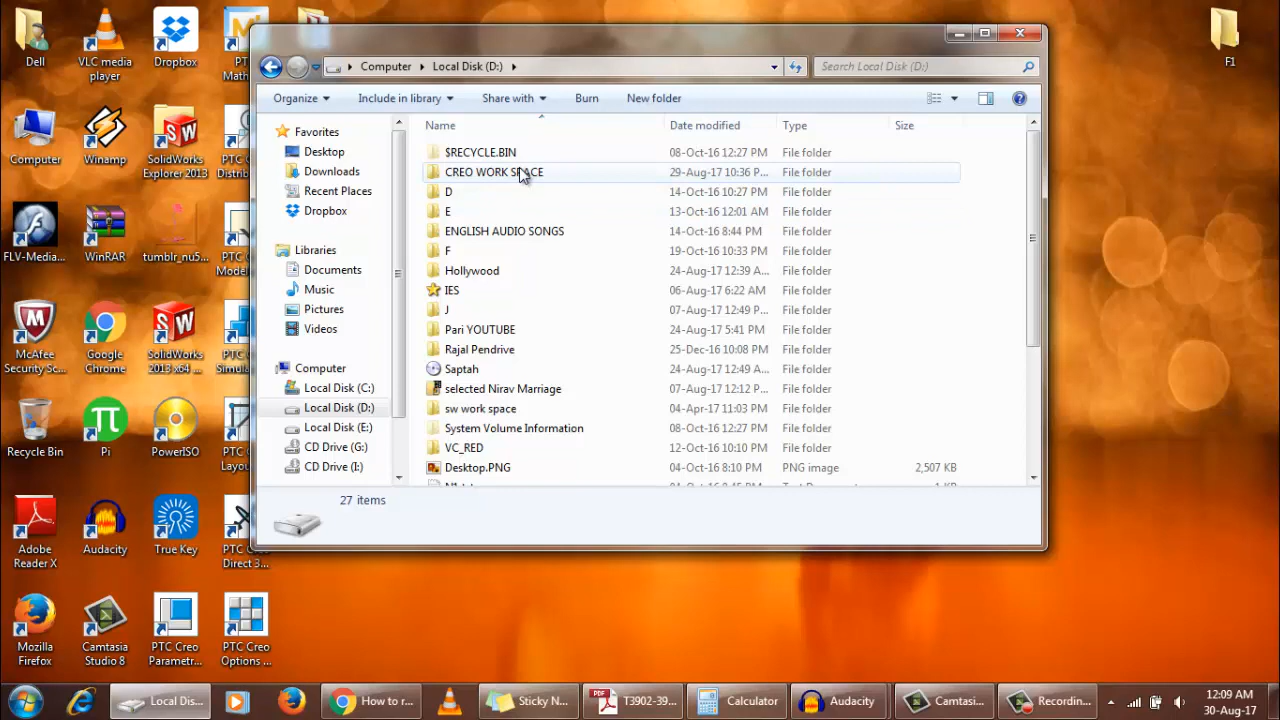 Dell
VLC media
player
Dropbox
F1
Computer
Winamp
SolidWorks
Explorer 2013
FLV-Media...
WinRAR
tumblr_nu5...
McAfee
Security Sc...
Google
Chrome
SolidWorks
2013 x64 ...
Recycle Bin
Pi
PowerISO
Adobe
Reader X
Audacity
True Key
PTC Creo
Direct 3...
Mozilla
Firefox
Camtasia
Studio 8
PTC Creo
Parametr...
PTC Creo
Options ...
Computer
Local Disk (D:)
Search Local Disk (D:)
Organize
Include in library
Share with
Burn
New folder
Favorites
Desktop
Downloads
Recent Places
Dropbox
Libraries
Documents
Music
Pictures
Videos
Computer
Local Disk (C:)
Local Disk (D:)
Local Disk (E:)
CD Drive (G:)
CD Drive (I:)
Name Date modified Type Size
$RECYCLE.BIN 08-Oct-16 12:27 PM File folder
CREO WORK SPACE 29-Aug-17 10:36 P... File folder
D 14-Oct-16 10:27 PM File folder
E 13-Oct-16 12:01 AM File folder
ENGLISH AUDIO SONGS 14-Oct-16 8:44 PM File folder
F 19-Oct-16 10:33 PM File folder
Hollywood 24-Aug-17 12:39 A... File folder
IES 06-Aug-17 6:22 AM File folder
J 07-Aug-17 12:49 P... File folder
Pari YOUTUBE 24-Aug-17 5:41 PM File folder
Rajal Pendrive 25-Dec-16 10:08 PM File folder
Saptah 24-Aug-17 12:49 A... File folder
selected Nirav Marriage 07-Aug-17 12:12 P... File folder
sw work space 04-Apr-17 11:03 PM File folder
System Volume Information 08-Oct-16 12:27 PM File folder
VC_RED 12-Oct-16 10:10 PM File folder
Desktop.PNG 04-Oct-16 8:10 PM PNG image 2,507 KB
27 items
Local Dis...
How to r...
Sticky N...
T3902-39...
Calculator
Audacity
Camtasi...
Recordin...
12:09 AM
30-Aug-17